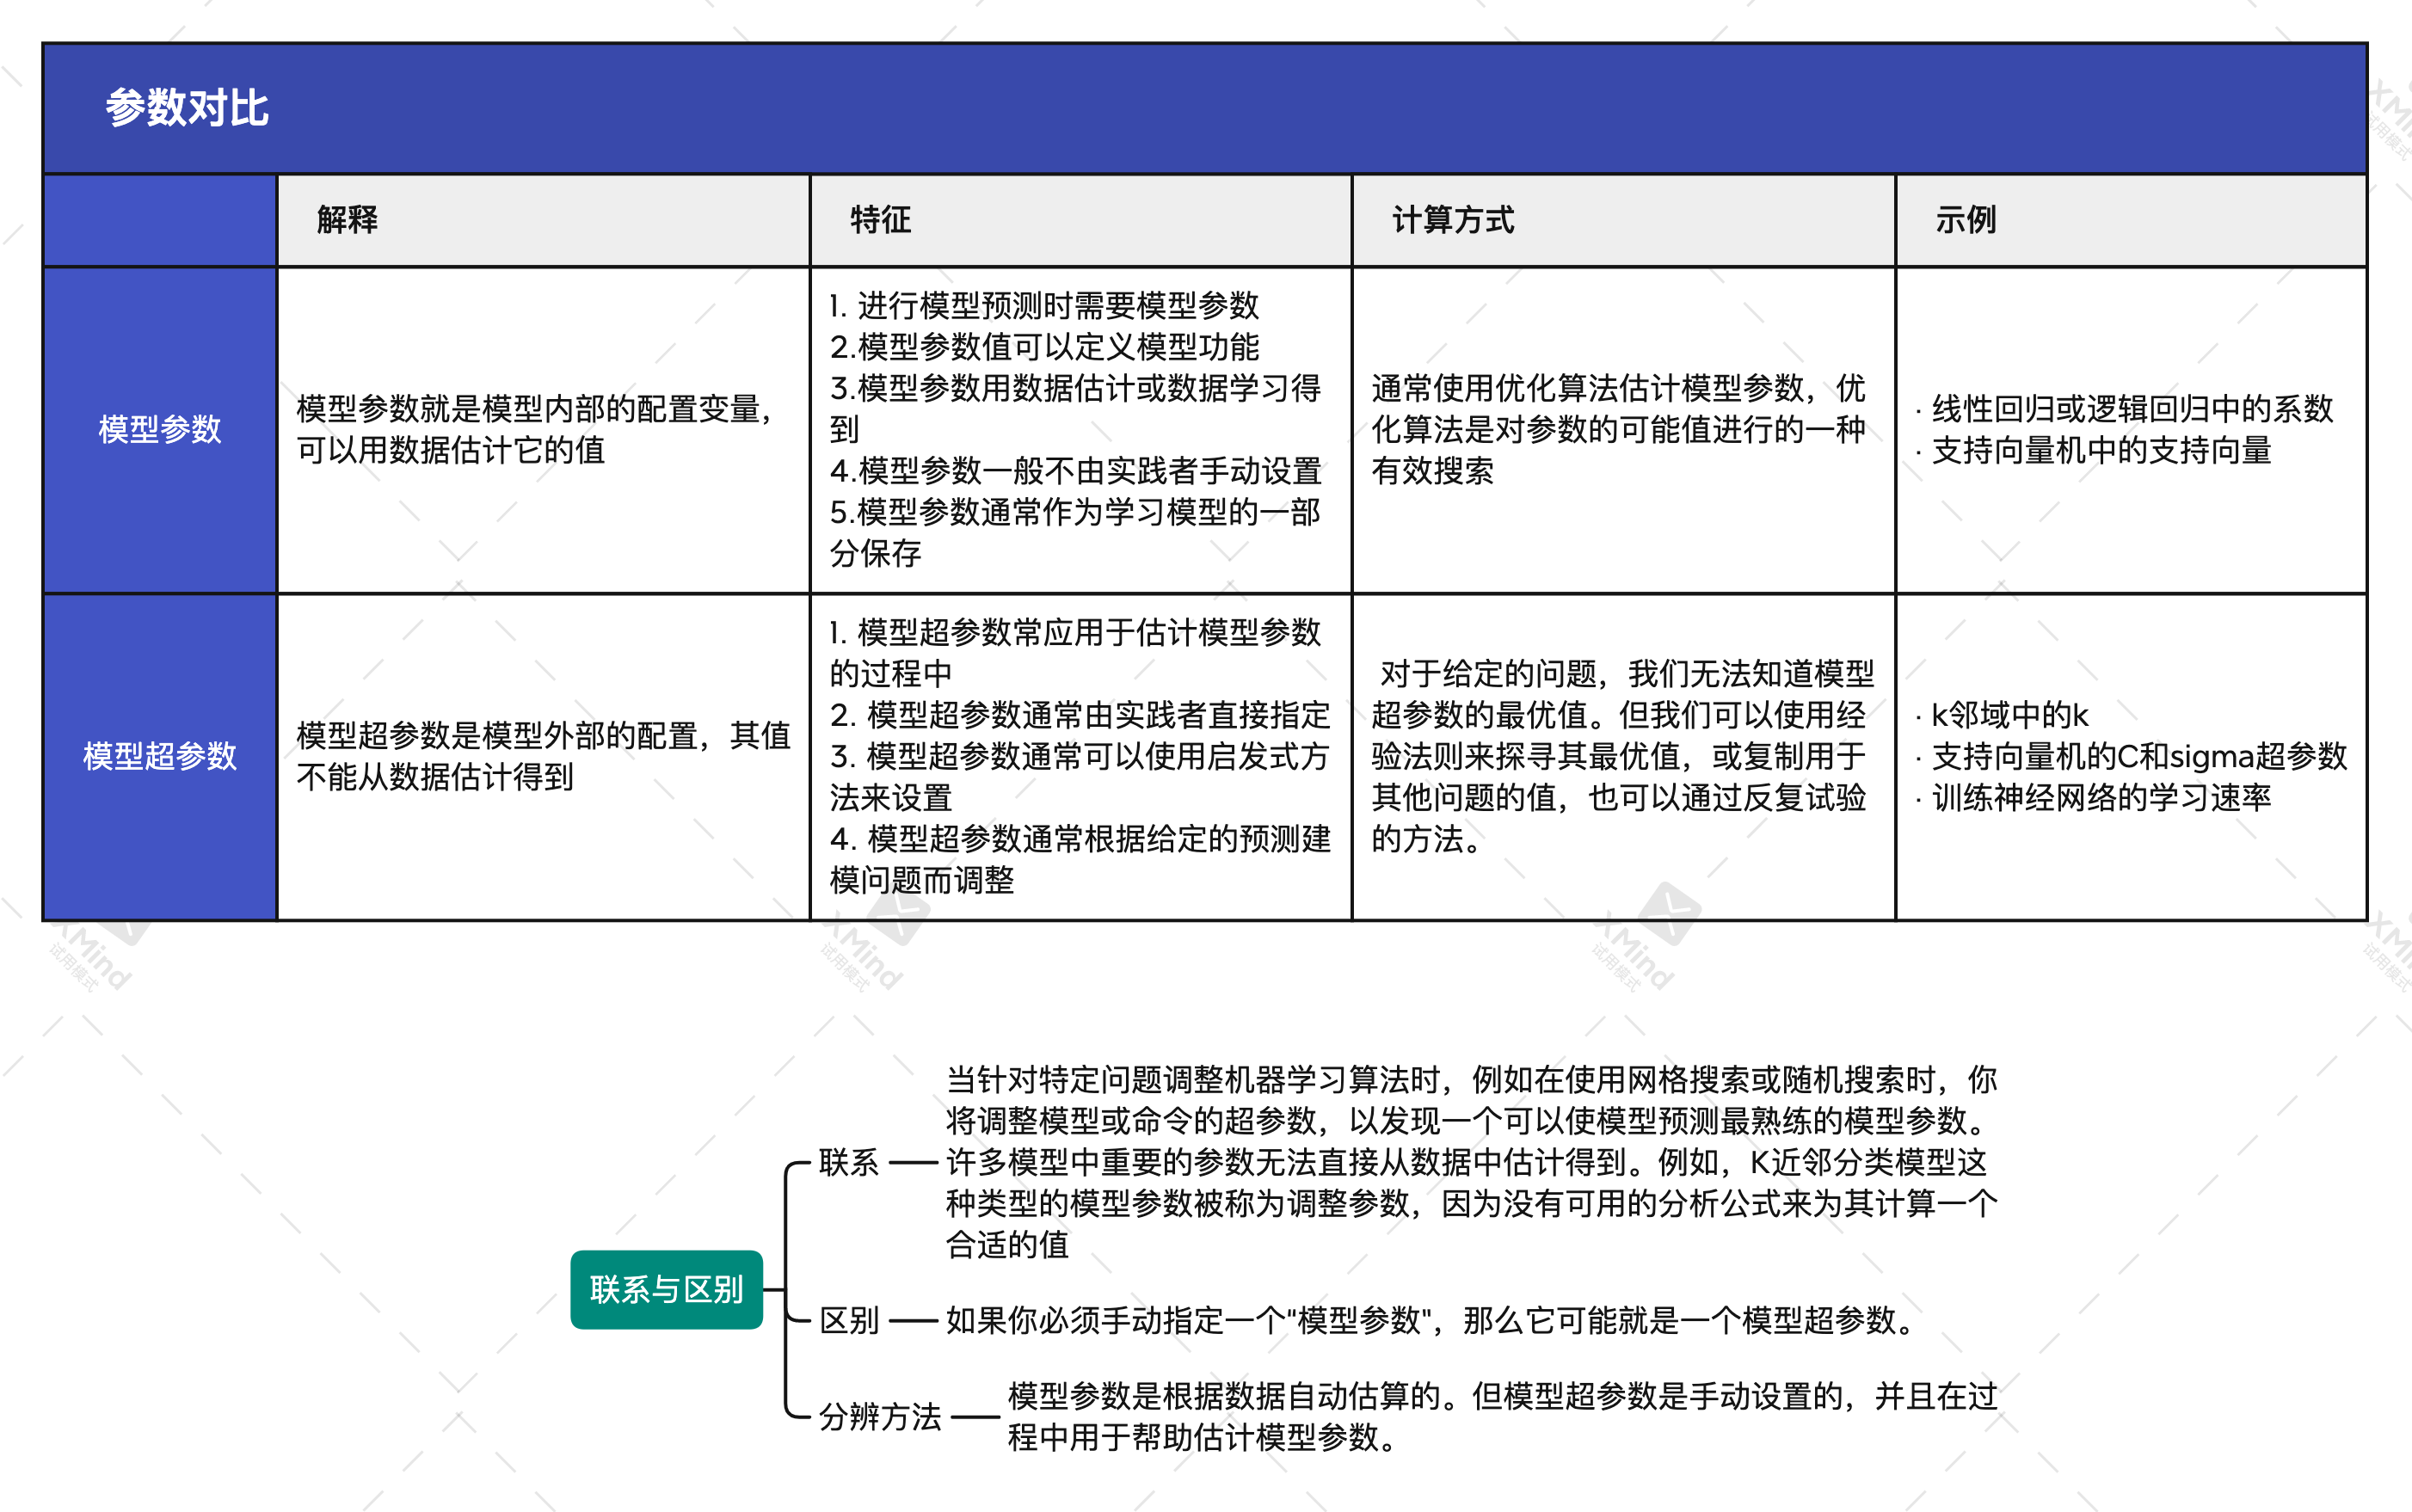 参数对比
解释
特征
计算方式
示例
模型参数
模型参数就是模型内部的配置变量，
可以用数据估计它的值
1. 进行模型预测时需要模型参数
2.模型参数值可以定义模型功能
3.模型参数用数据估计或数据学习得
到
4.模型参数一般不由实践者手动设置
5.模型参数通常作为学习模型的一部
分保存
通常使用优化算法估计模型参数，优
化算法是对参数的可能值进行的一种
有效搜索
· 线性回归或逻辑回归中的系数
· 支持向量机中的支持向量
模型超参数
模型超参数是模型外部的配置，其值
不能从数据估计得到
1. 模型超参数常应用于估计模型参数
的过程中
2. 模型超参数通常由实践者直接指定
3. 模型超参数通常可以使用启发式方
法来设置
4. 模型超参数通常根据给定的预测建
模问题而调整
对于给定的问题，我们无法知道模型
超参数的最优值。但我们可以使用经
验法则来探寻其最优值，或复制用于
其他问题的值，也可以通过反复试验
的方法。
· k邻域中的k
· 支持向量机的C和sigma超参数
· 训练神经网络的学习速率
XMind
试用模式
XMind
试用模式
XMind
试用模式
联系与区别
联系
当针对特定问题调整机器学习算法时，例如在使用网格搜索或随机搜索时，你
将调整模型或命令的超参数，以发现一个可以使模型预测最熟练的模型参数。
许多模型中重要的参数无法直接从数据中估计得到。例如，K近邻分类模型这
种类型的模型参数被称为调整参数，因为没有可用的分析公式来为其计算一个
合适的值
区别
如果你必须手动指定一个"模型参数"，那么它可能就是一个模型超参数。
分辨方法
模型参数是根据数据自动估算的。但模型超参数是手动设置的，并且在过
程中用于帮助估计模型参数。